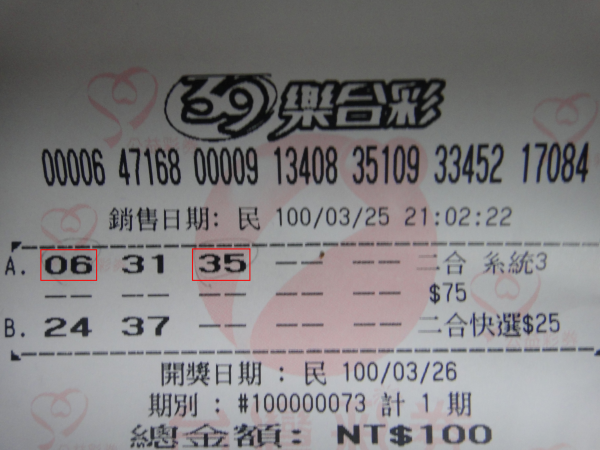 39樂合彩
00006 47168 00009 13408 35109 33452 17084
銷售日期: 民 100/03/25 21:02:22
A. 06 31 35 -- -- 二合 系統3
-- -- -- -- -- $75
B. 24 37 -- -- -- 二合快選$25
開獎日期 : 民 100/03/26
期別 : #100000073 計 1 期
總金額: NT$100